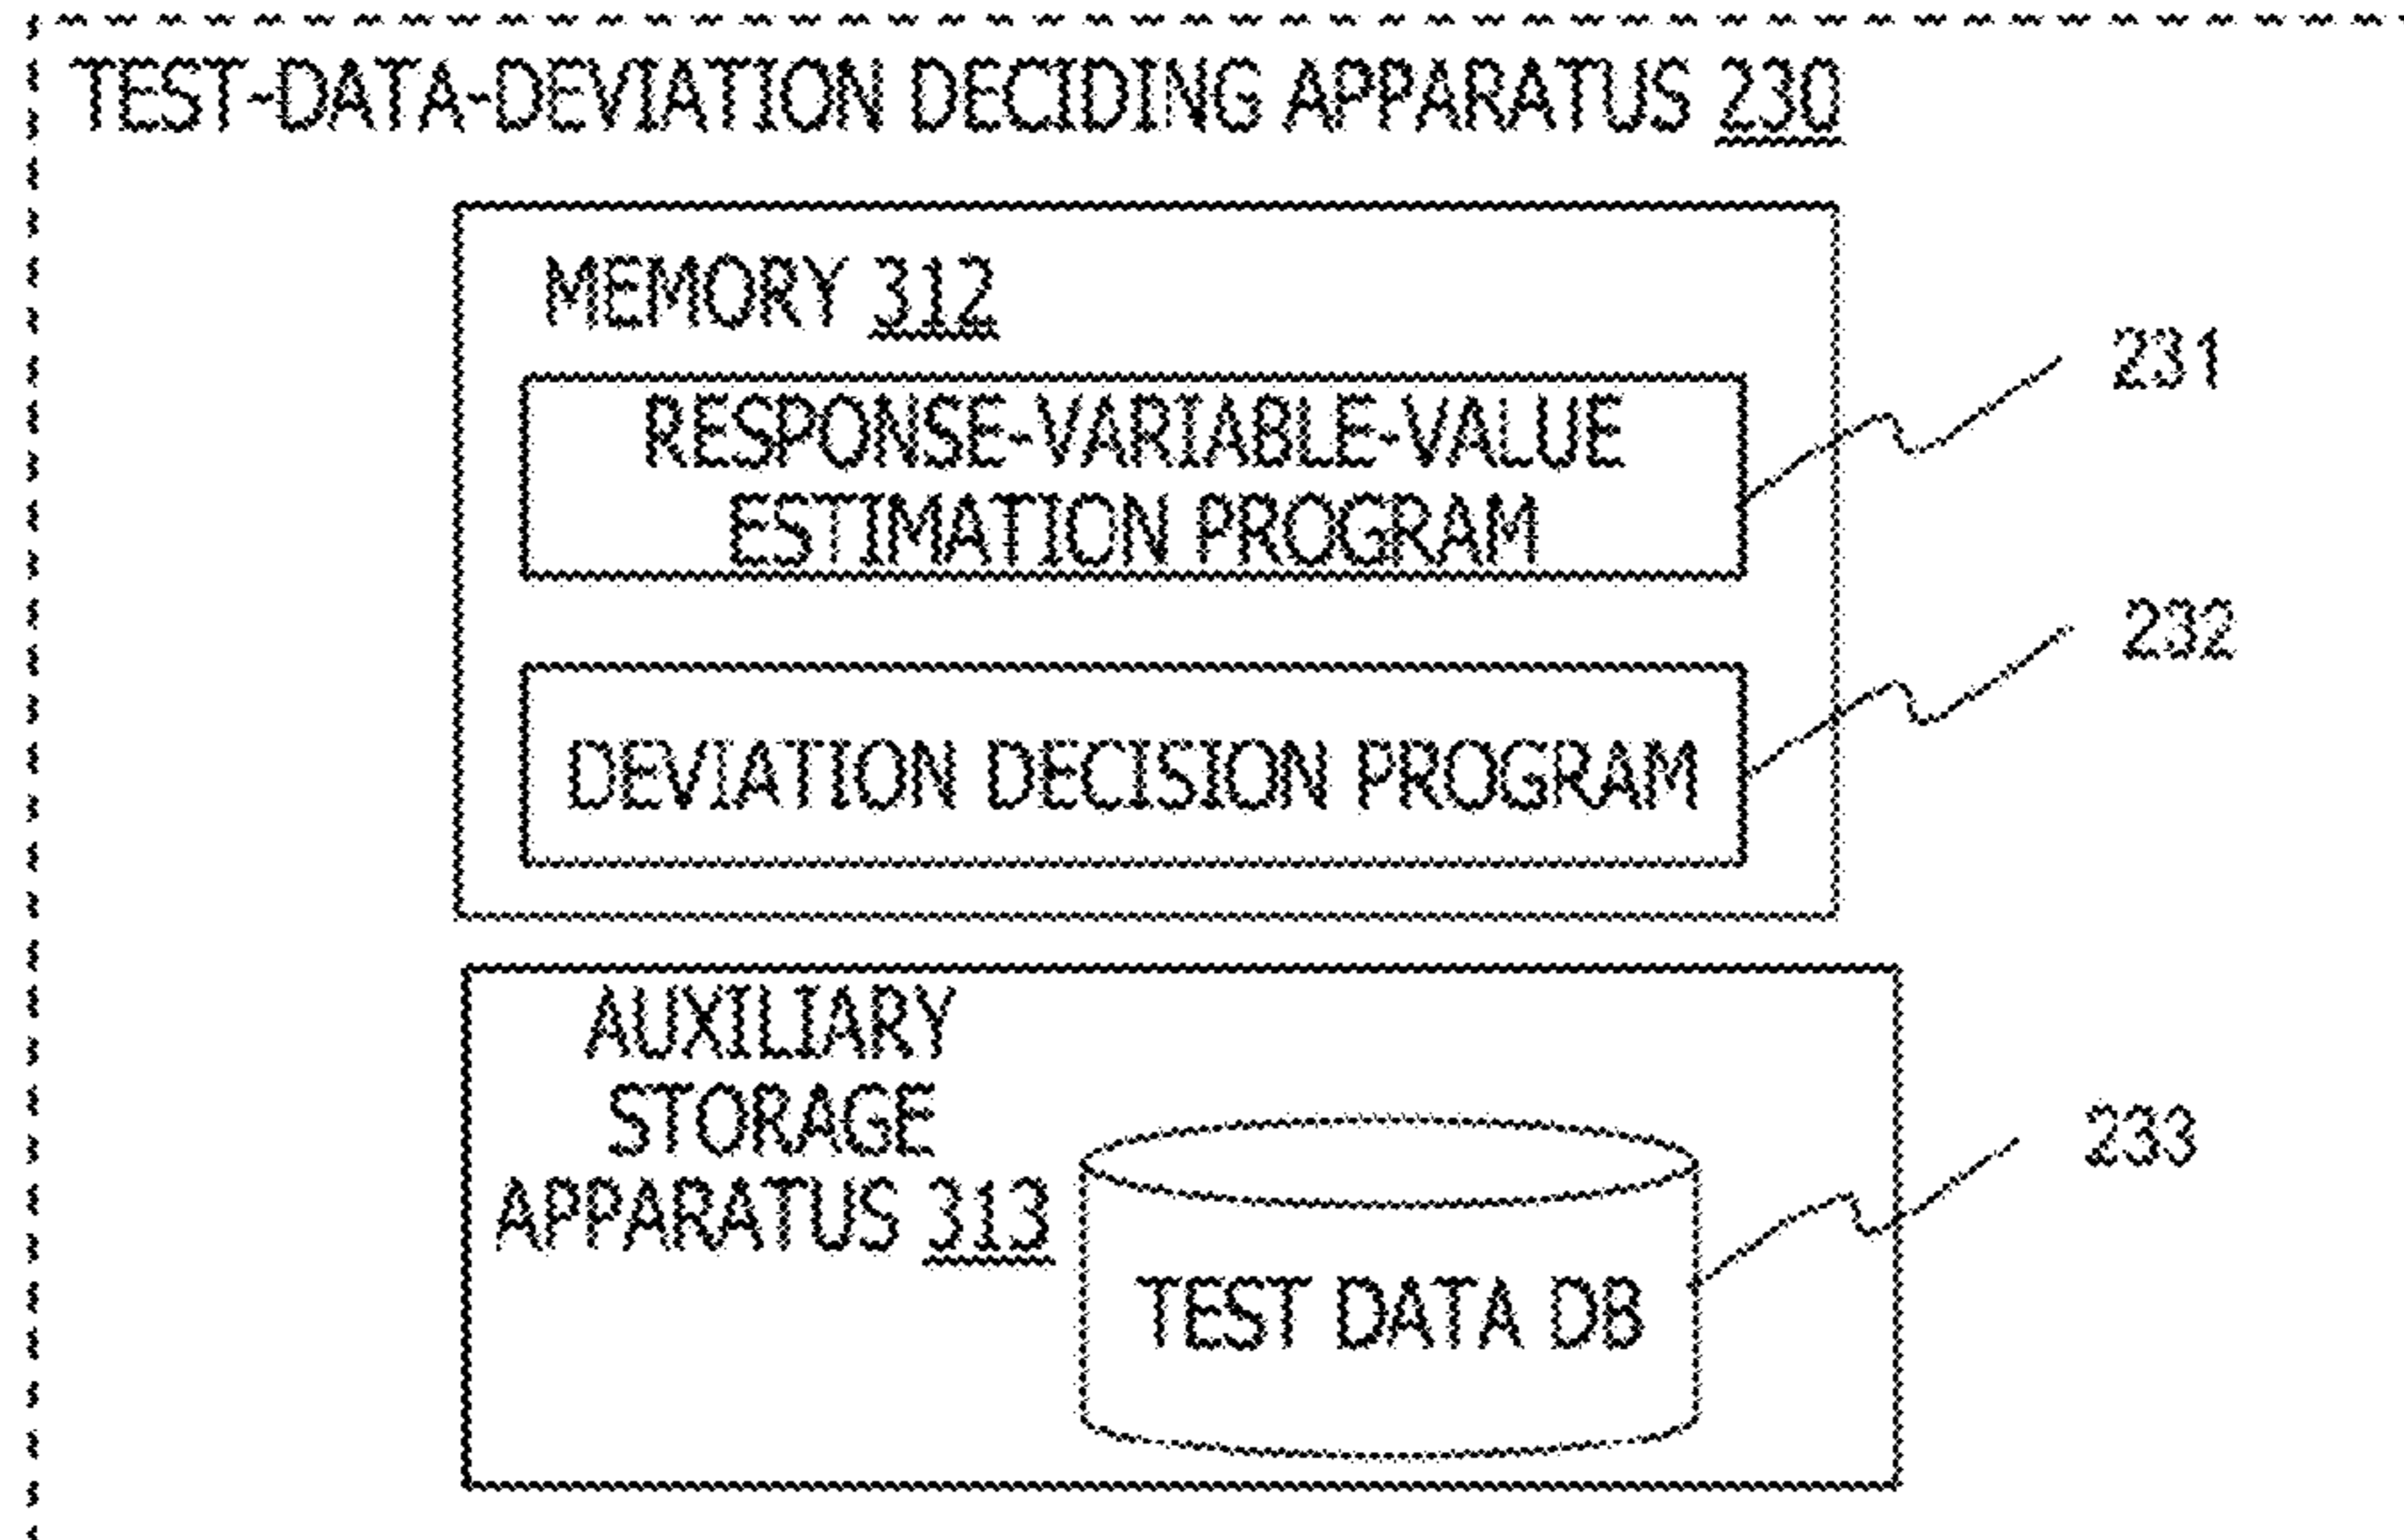 TEST-DATA-DEVIATION DECIDING APPARATUS 230
MEMORY 312
231
RESPONSE-VARIABLE-VALUE
ESTIMATION PROGRAM
232
DEVIATION DECISION PROGRAM
AUXILIARY
STORAGE
APPARATUS 313
233
TEST DATA DB